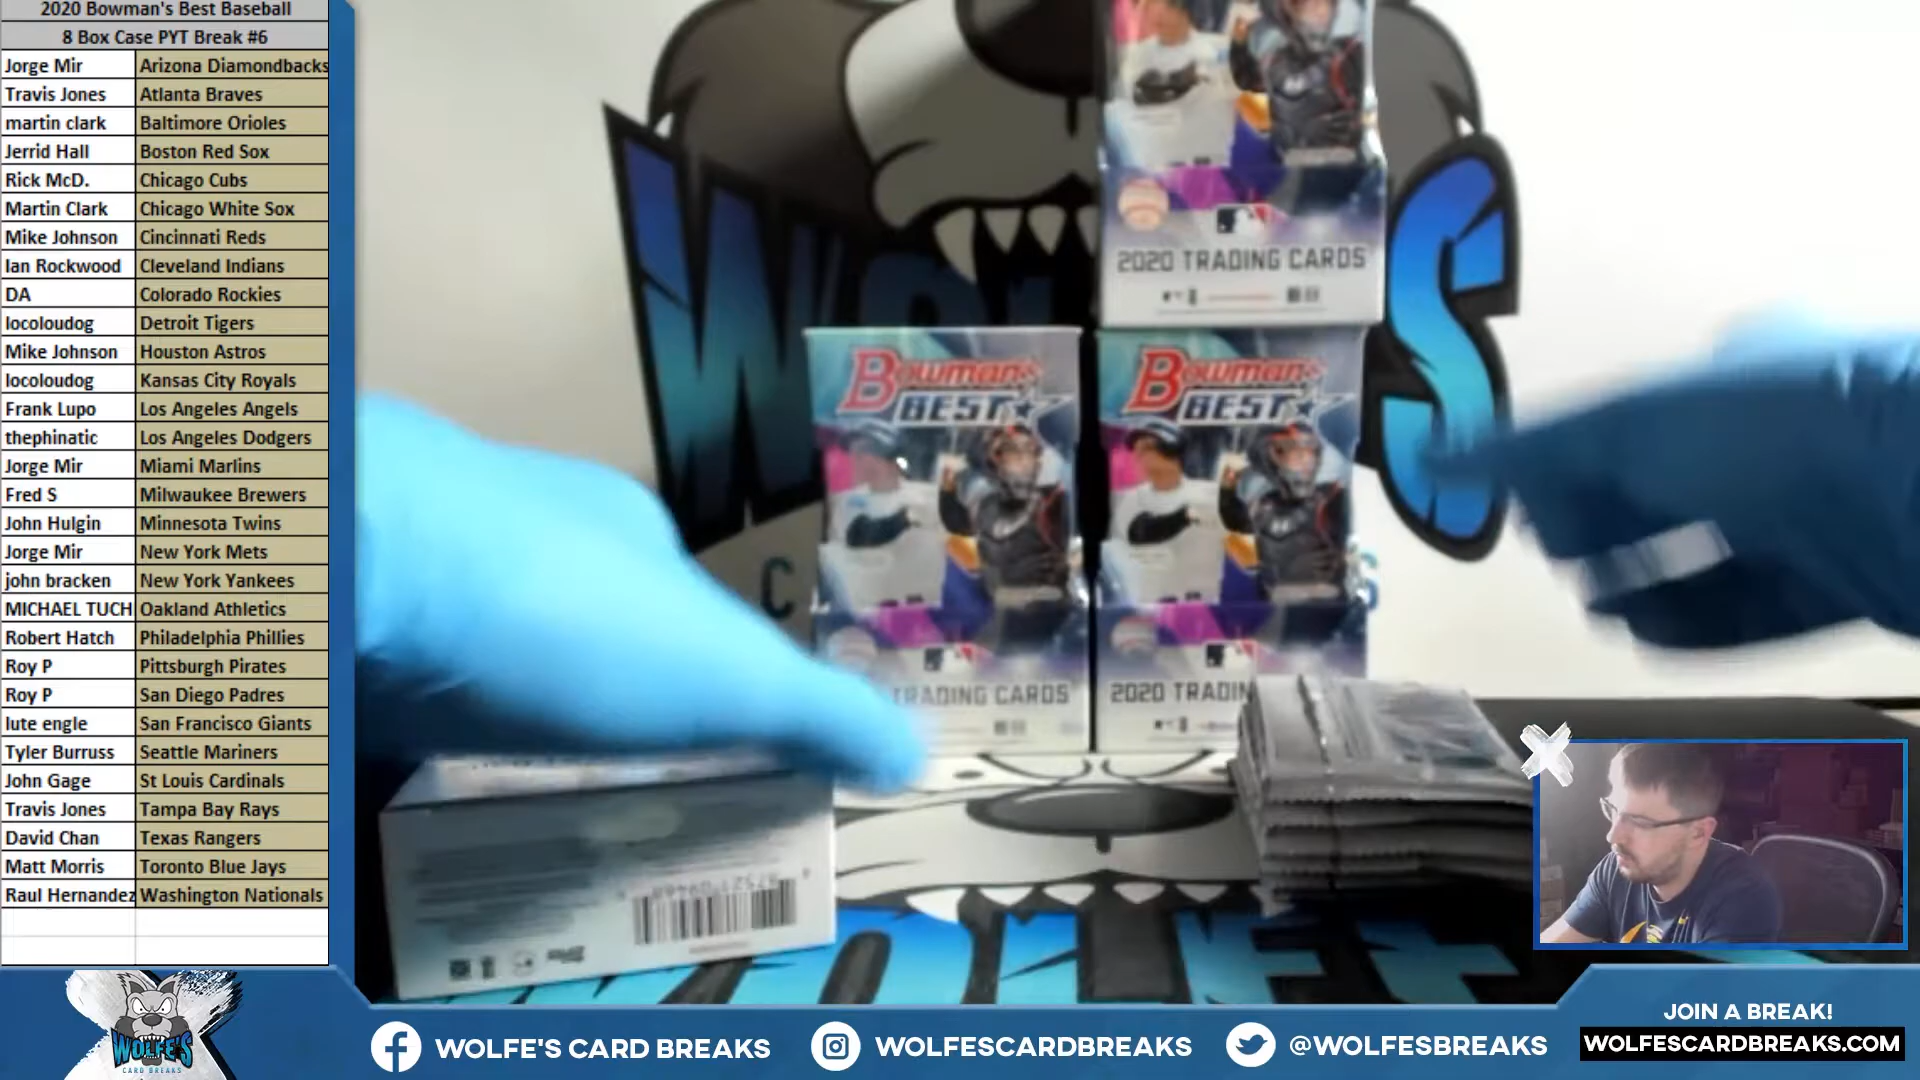 2020 Bowman's Best Baseball
8 Box Case PYT Break #6
Jorge Mir Arizona Diamondbacks
Travis Jones Atlanta Braves
martin clark Baltimore Orioles
Jerrid Hall Boston Red Sox
Rick McD. Chicago Cubs
Martin Clark Chicago White Sox
Mike Johnson Cincinnati Reds
Ian Rockwood Cleveland Indians
DA Colorado Rockies
locoloudog Detroit Tigers
Mike Johnson Houston Astros
locoloudog Kansas City Royals
Frank Lupo Los Angeles Angels
thephinatic Los Angeles Dodgers
Jorge Mir Miami Marlins
Fred S Milwaukee Brewers
John Hulgin Minnesota Twins
Jorge Mir New York Mets
john bracken New York Yankees
MICHAEL TUCH Oakland Athletics
Robert Hatch Philadelphia Phillies
Roy P Pittsburgh Pirates
Roy P San Diego Padres
lute engle San Francisco Giants
Tyler Burruss Seattle Mariners
John Gage St Louis Cardinals
Travis Jones Tampa Bay Rays
David Chan Texas Rangers
Matt Morris Toronto Blue Jays
Raul Hernandez Washington Nationals
2020 TRADING CARDS
Bowman's
BEST
TRADING CARDS
Bowman's
BEST
2020 TRADIN
WOLFE
WOLFE'S
CARD BREAKS
WOLFE'S CARD BREAKS
WOLFESCARDBREAKS
@WOLFESBREAKS
JOIN A BREAK!
WOLFESCARDBREAKS.COM